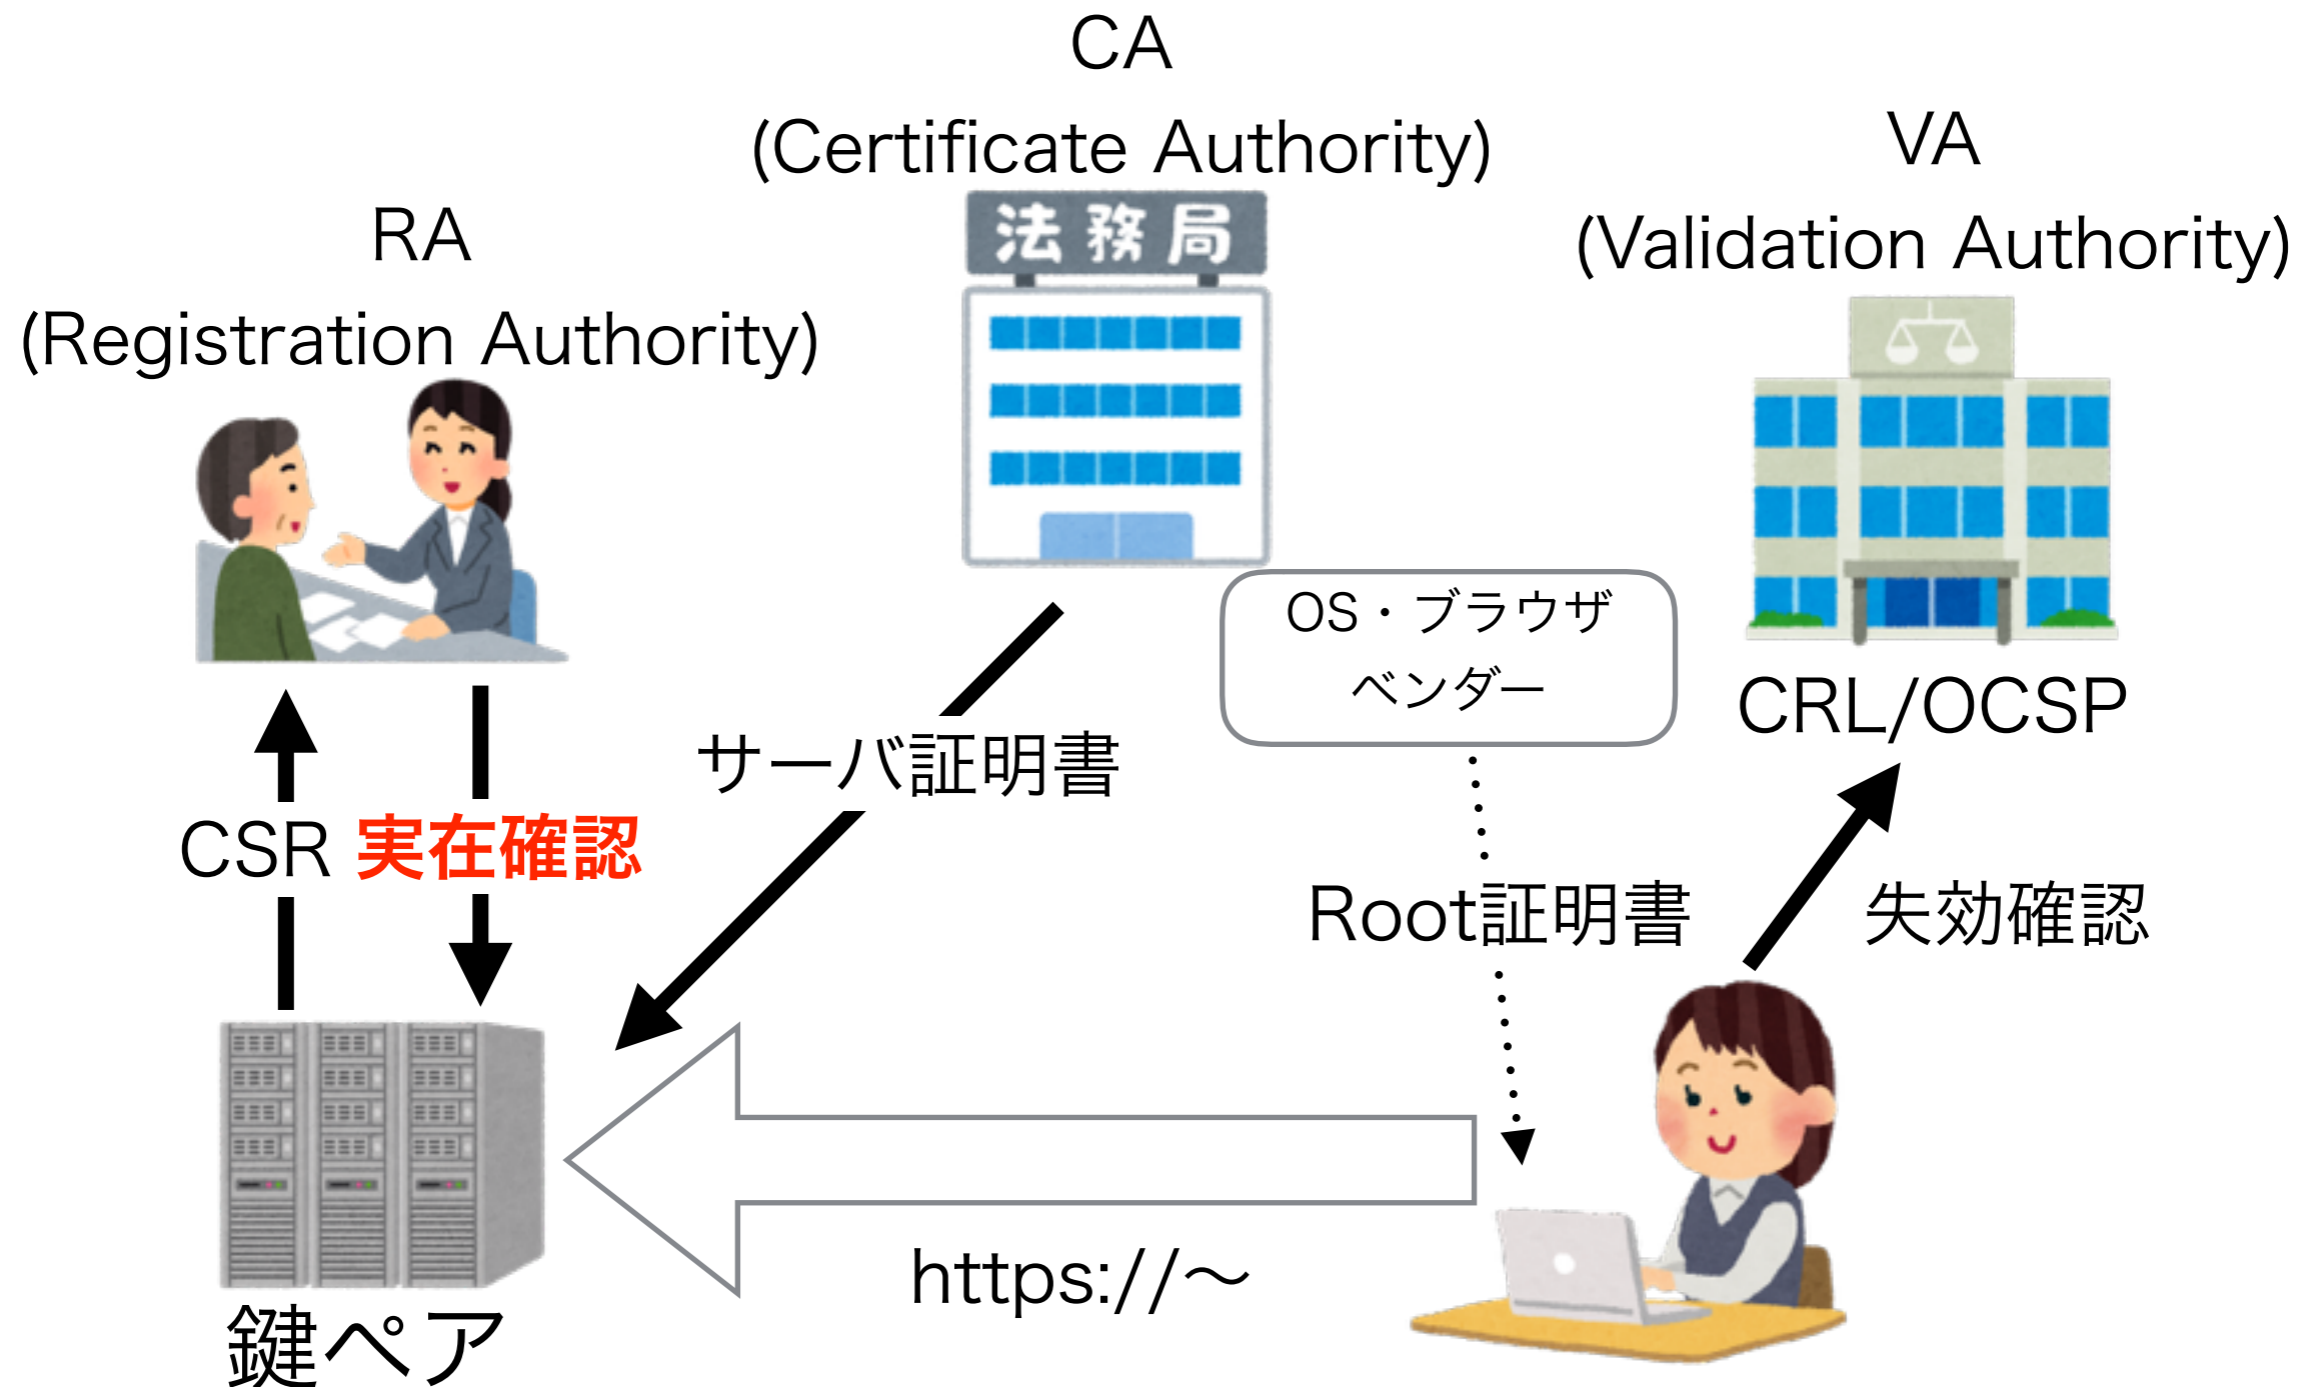 CA
(Certificate Authority)
法務局
VA
(Validation Authority)
RA
(Registration Authority)
OS・ブラウザ
ベンダー
CRL/OCSP
サーバ証明書
CSR 実在確認
Root証明書
失効確認
https://〜
鍵ペア